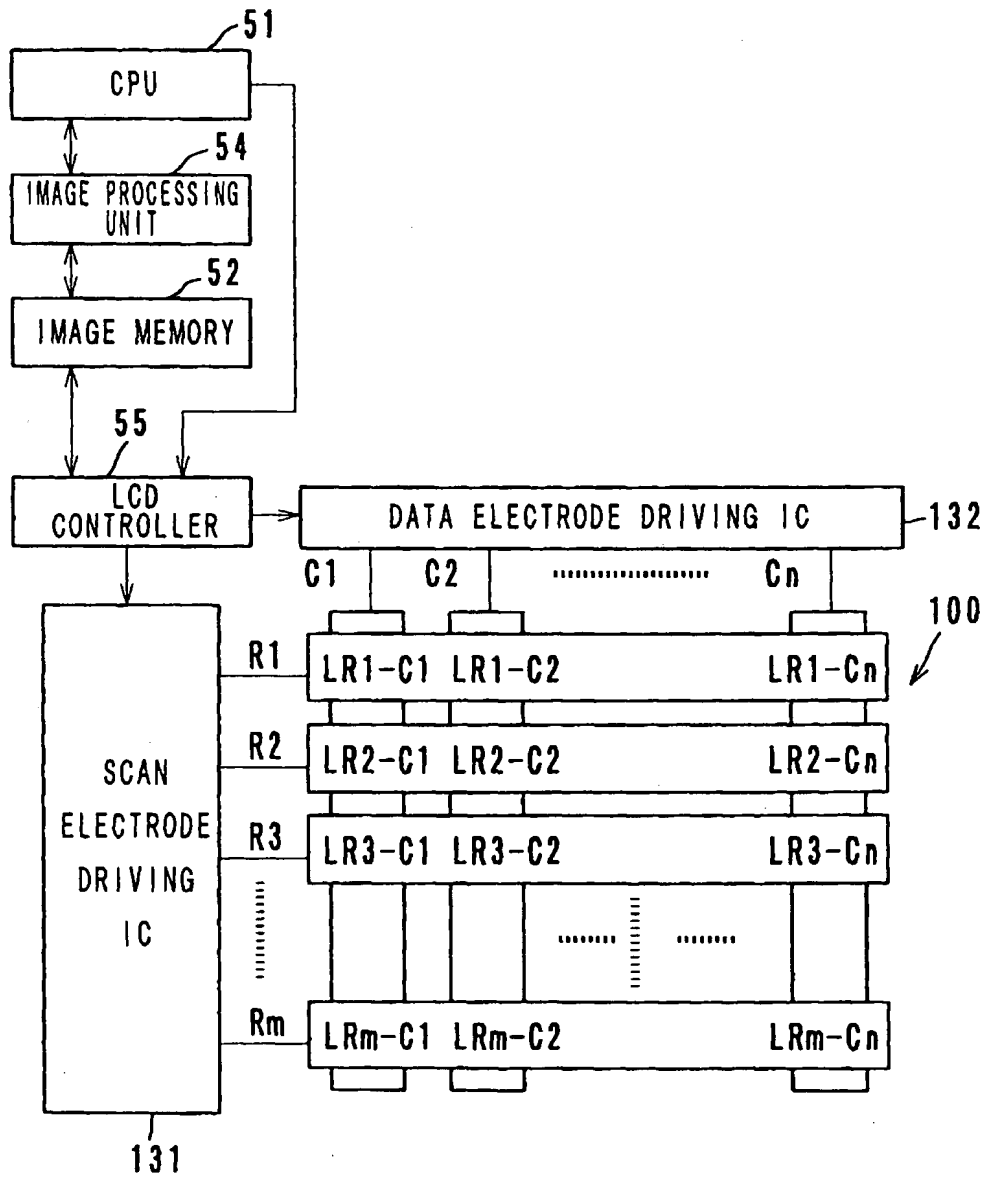 51
CPU
54
IMAGE PROCESSING
UNIT
52
IMAGE MEMORY
55
LCD
CONTROLLER
DATA ELECTRODE DRIVING IC
132
C1 C2 Cn
100
R1 LR1-C1 LR1-C2 LR1-Cn
R2 LR2-C1 LR2-C2 LR2-Cn
R3 LR3-C1 LR3-C2 LR3-Cn
SCAN
ELECTRODE
DRIVING
IC
Rm LRm-C1 LRm-C2 LRm-Cn
131